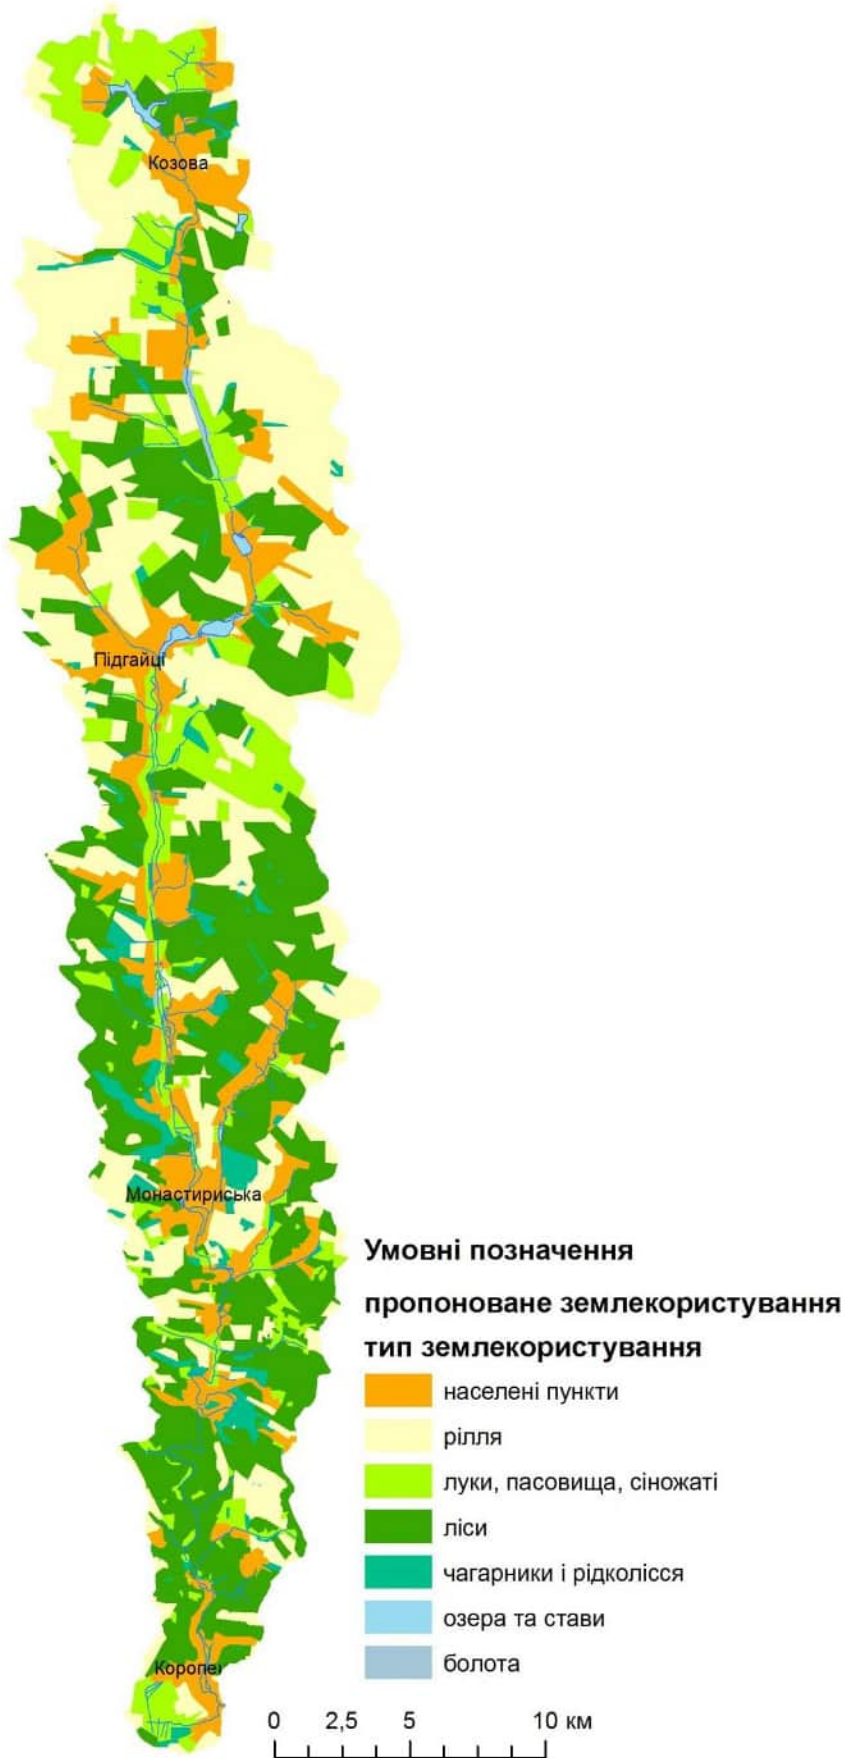 Козова
Підгайці
Монастириська
Умовні позначення
пропоноване землекористування
тип землекористування
населені пункти
рілля
луки, пасовища, сіножаті
ліси
чагарники і рідколісся
озера та стави
Коропец
болота
0 2,5 5 10 км